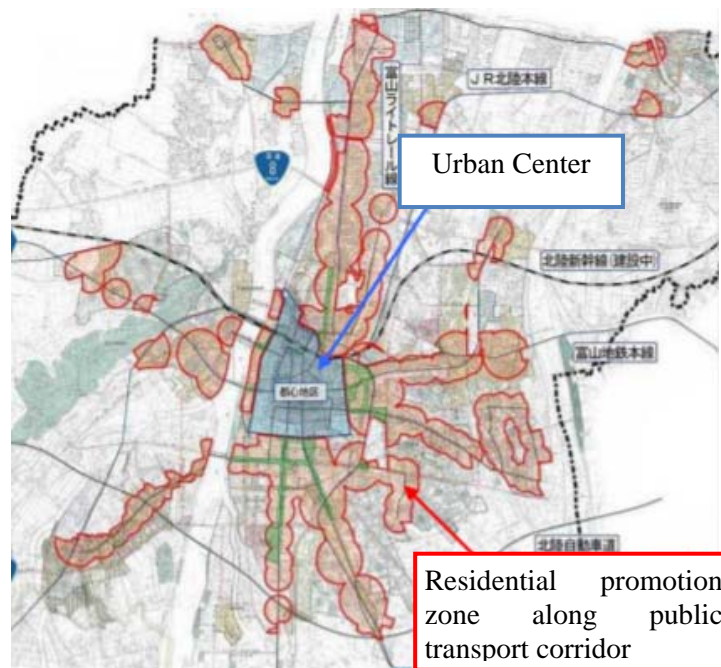 JR北陸本線
富山ライトレール線
8
Urban Center
北陸新幹線(建設中)
富山地鉄本線
都心地区
北陸自動車道
Residential promotion
zone along public
transport corridor